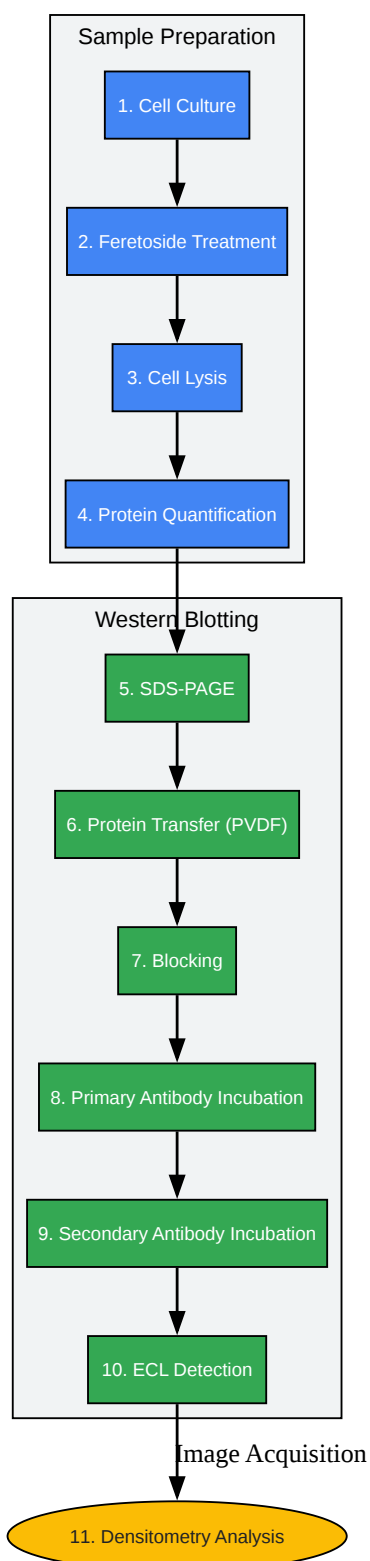 Sample Preparation
1. Cell Culture
2. Feretoside Treatment
3. Cell Lysis
4. Protein Quantification
Western Blotting
5. SDS-PAGE
6. Protein Transfer (PVDF)
7. Blocking
8. Primary Antibody Incubation
9. Secondary Antibody Incubation
10. ECL Detection
Image Acquisition
11. Densitometry Analysis